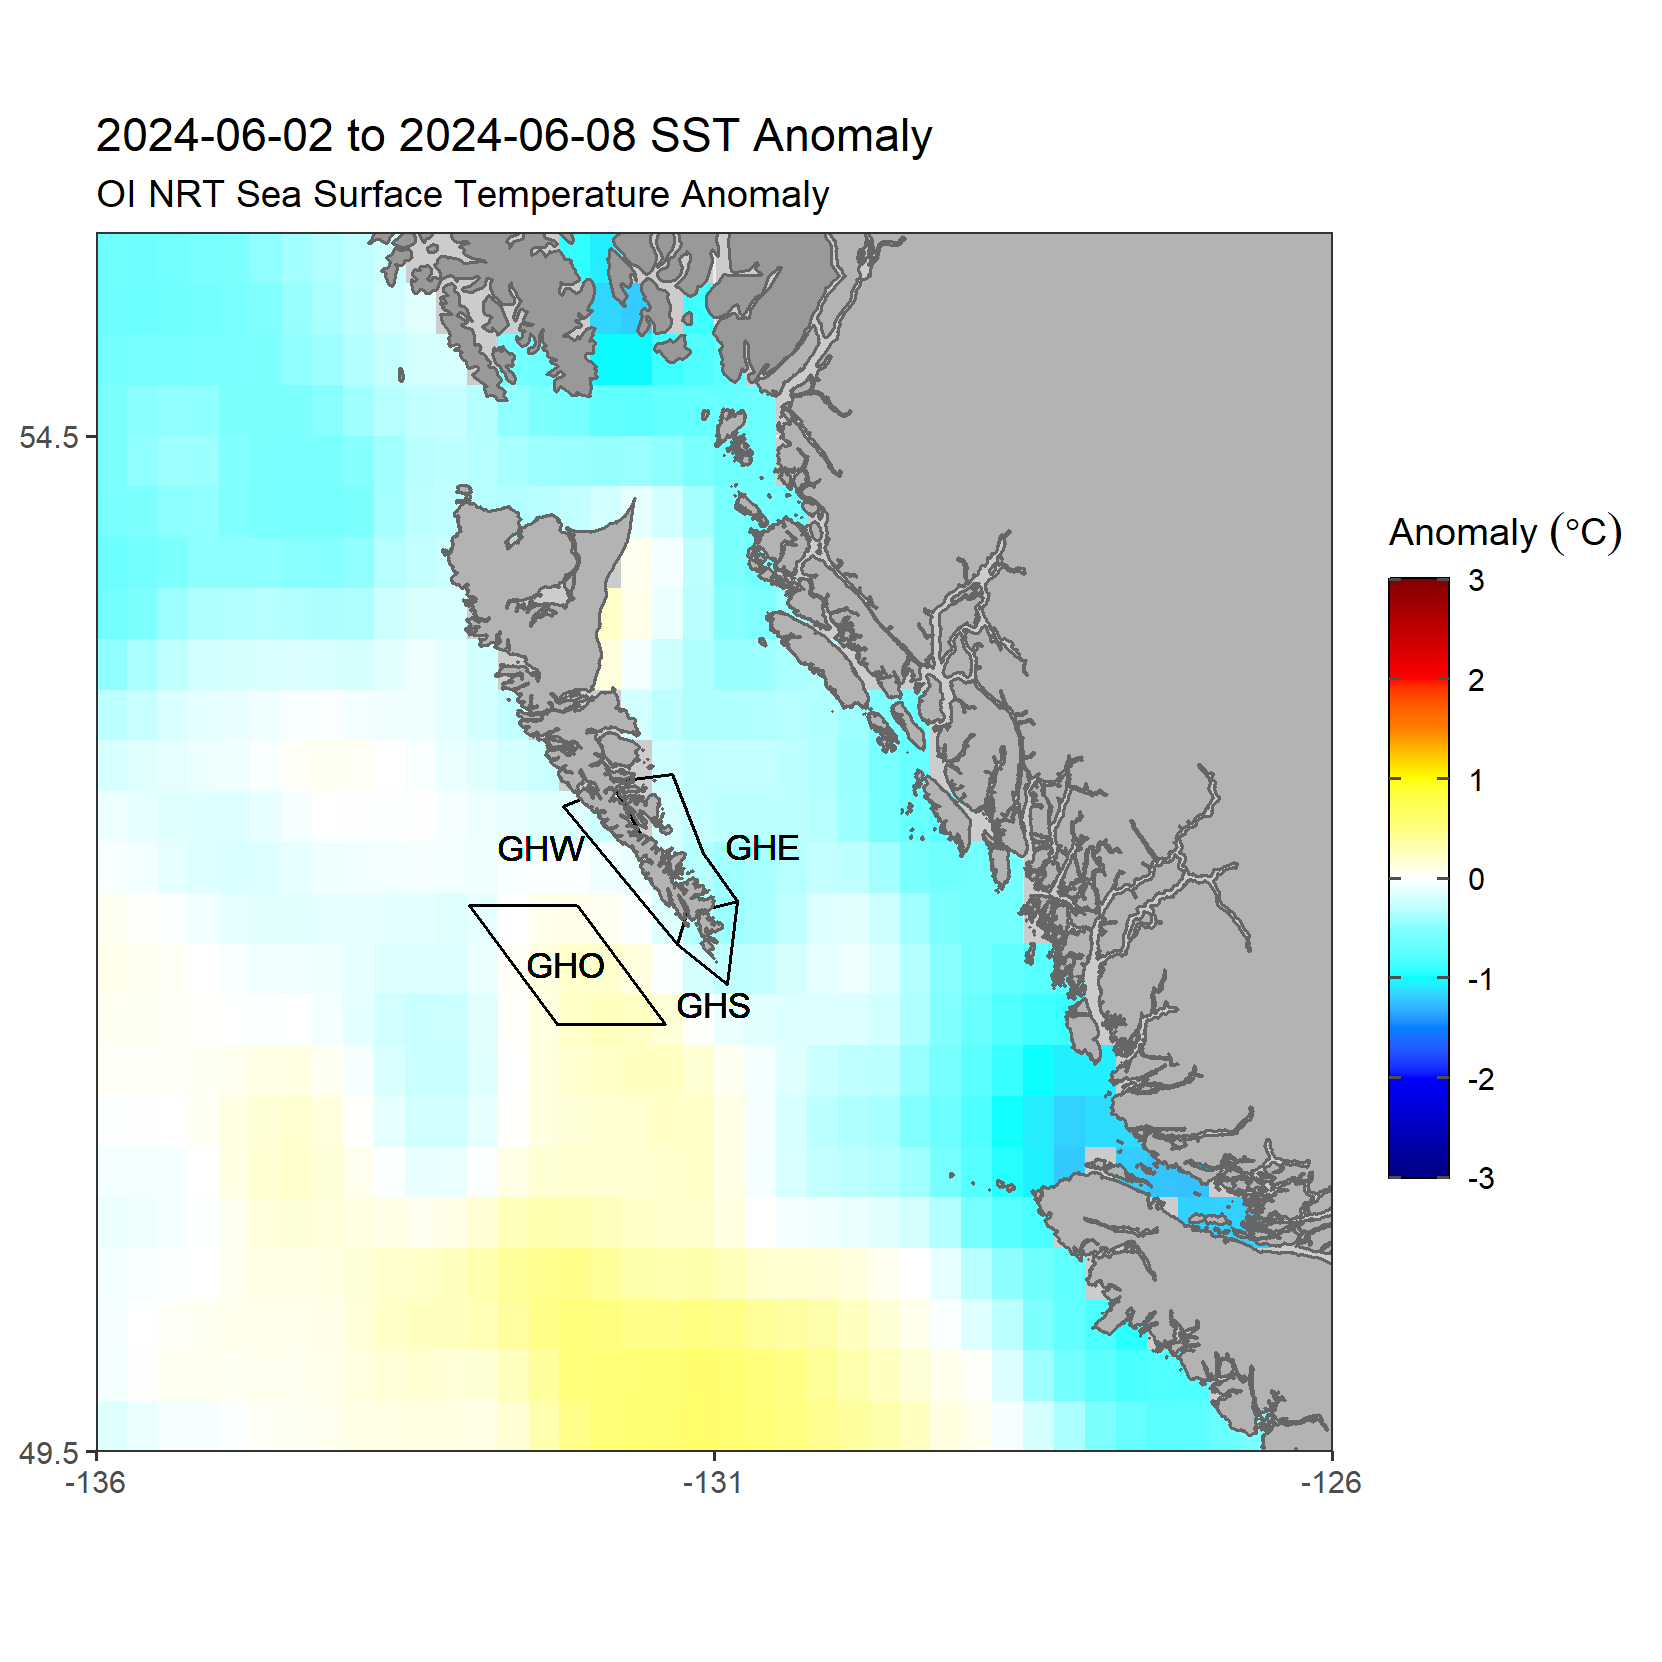 2024-06-02 to 2024-06-08 SST Anomaly
OI NRT Sea Surface Temperature Anomaly
54.5
49.5
-136
-131
-126
GHW
GHE
GHO
GHS
Anomaly (°C)
3
2
1
0
-1
-2
-3